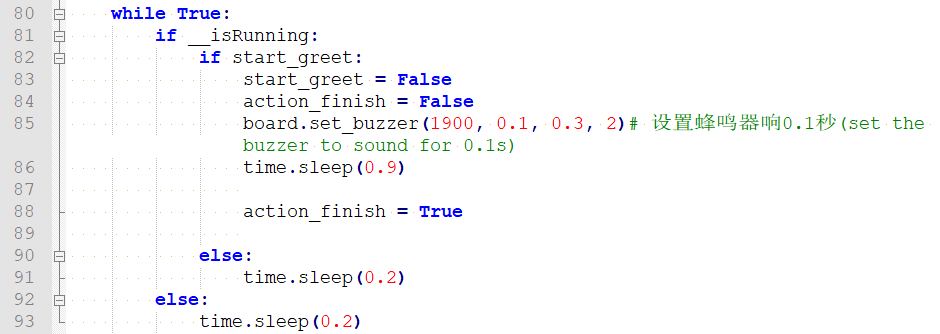 80 while True:
81 if __isRunning:
82 if start_greet:
83 start_greet = False
84 action_finish = False
85 board.set_buzzer(1900, 0.1, 0.3, 2)# 设置蜂鸣器响0.1秒(set the
buzzer to sound for 0.1s)
86 time.sleep(0.9)
87
88 action_finish = True
89
90 else:
91 time.sleep(0.2)
92 else:
93 time.sleep(0.2)